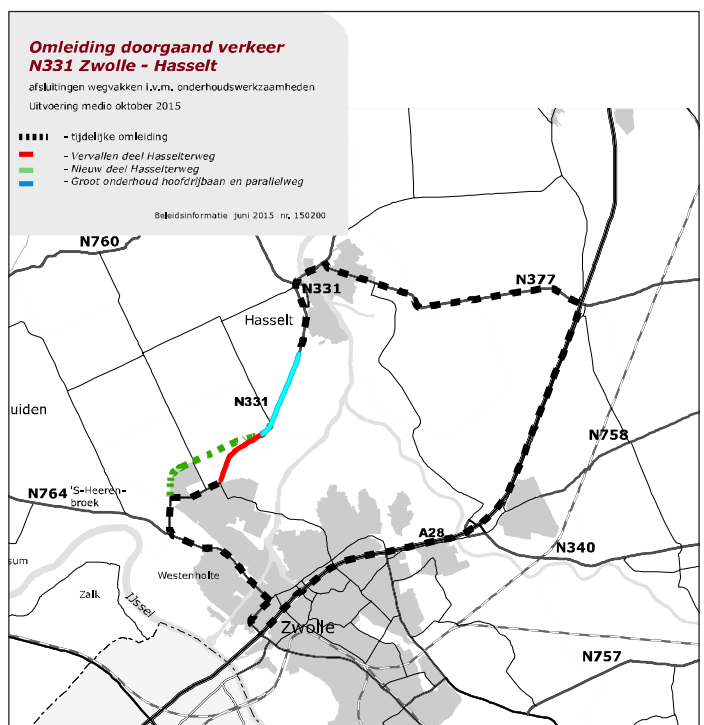 Omleiding doorgaand verkeer
N331 Zwolle - Hasselt
afsluitingen wegvakken i.v.m. onderhoudswerkzaamheden
Uitvoering medio oktober 2015
- tijdelijke omleiding
- Vervallen deel Hasselterweg
- Nieuw deel Hasselterweg
- Groot onderhoud hoofdrijbaan en parallelweg
Beleidsinformatie juni 2015 nr. 150200
N760
N377
N331
Hasselt
N331
uiden
N758
N764
'S-Heeren-
broek
A28
N340
sum
Westenholte
Zalk
IJssel
Zwolle
N757